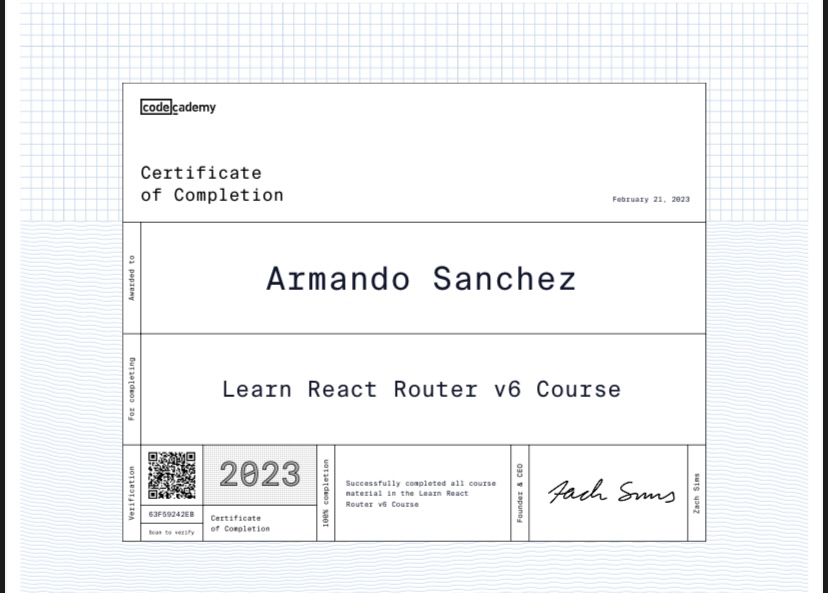 codecademy
Certificate
of Completion
February 21, 2023
Awarded to
Armando Sanchez
For completing
Learn React Router v6 Course
Verification
63F59242EB
Scan to verify
2023
Certificate
of Completion
100% completion
Successfully completed all course
material in the Learn React
Router v6 Course
Founder & CEO
Zach Sims
Zach Sims